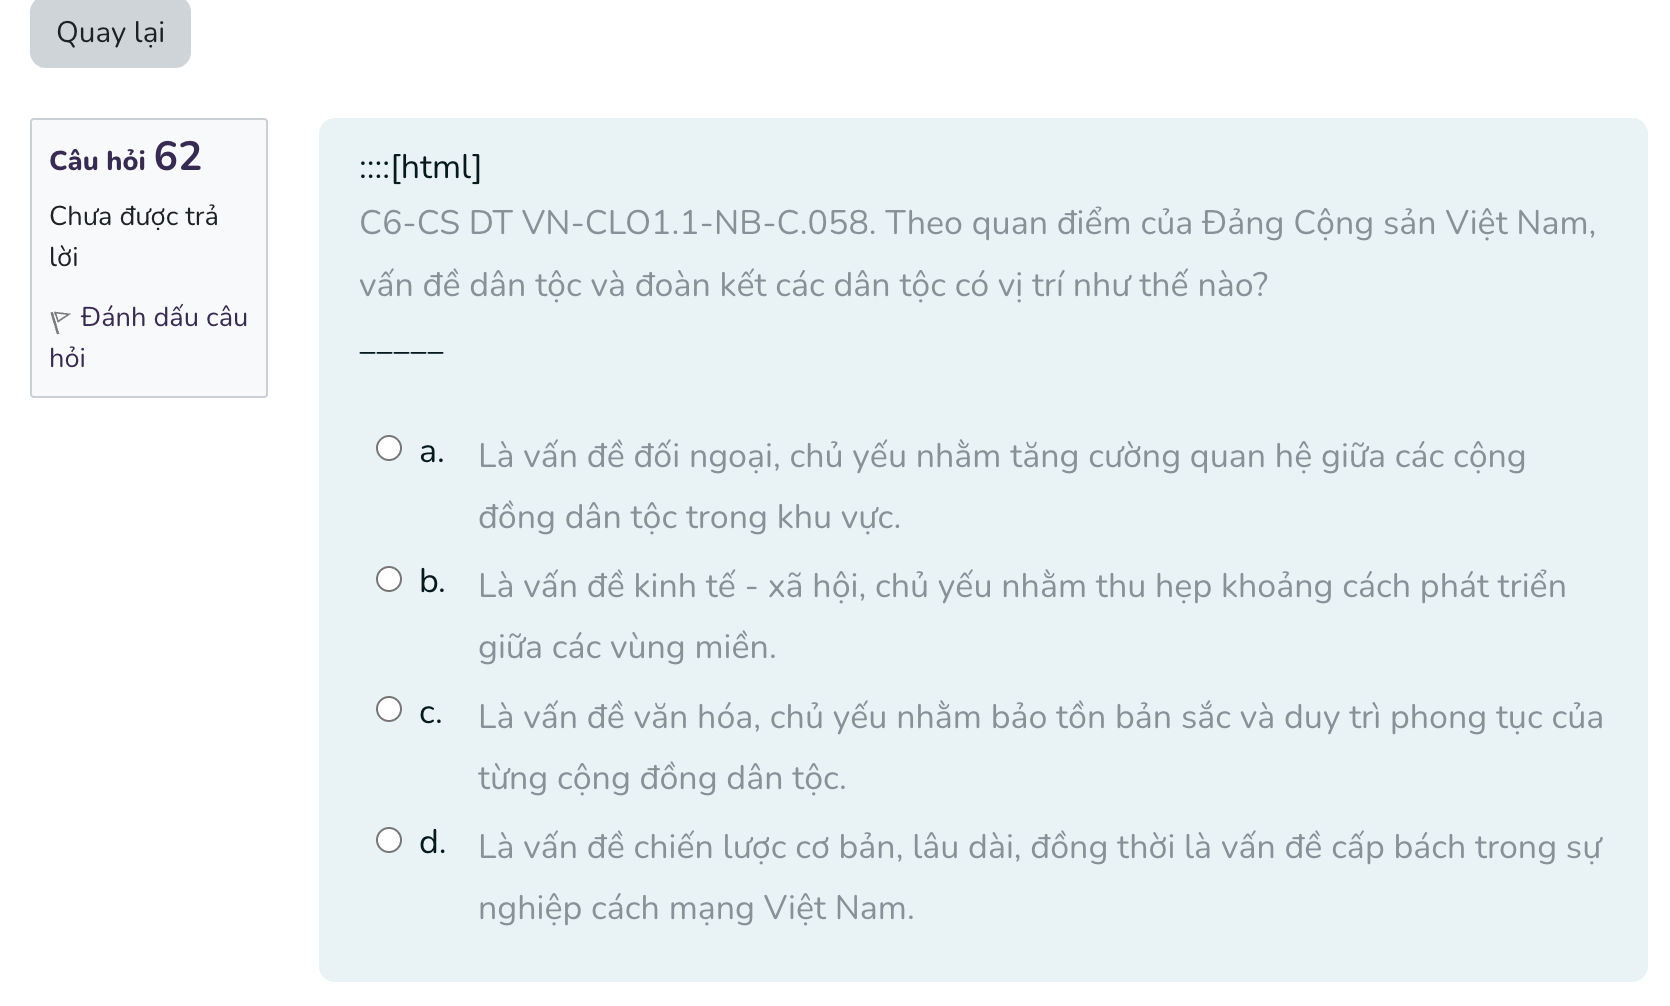 Quay lại
Câu hỏi 62
Chưa được trả
lời
Đánh dấu câu
hỏi
::::[html]
C6-CS DT VN-CLO1.1-NB-C.058. Theo quan điểm của Đảng Cộng sản Việt Nam,
vấn đề dân tộc và đoàn kết các dân tộc có vị trí như thế nào?
_____
a. Là vấn đề đối ngoại, chủ yếu nhằm tăng cường quan hệ giữa các cộng
đồng dân tộc trong khu vực.
b. Là vấn đề kinh tế - xã hội, chủ yếu nhằm thu hẹp khoảng cách phát triển
giữa các vùng miền.
c. Là vấn đề văn hóa, chủ yếu nhằm bảo tồn bản sắc và duy trì phong tục của
từng cộng đồng dân tộc.
d. Là vấn đề chiến lược cơ bản, lâu dài, đồng thời là vấn đề cấp bách trong sự
nghiệp cách mạng Việt Nam.